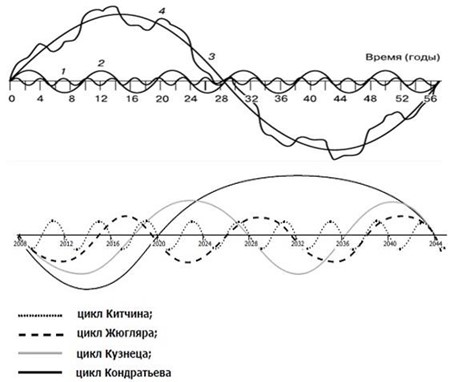 4
3
Время (годы)
1 2
0 4 8 12 16 20 24 28 32 36 40 44 48 52 56
2008 2012 2016 2020 2024 2028 2032 2036 2040 2044
цикл Китчина;
цикл Жюгляра;
цикл Кузнеца;
цикл Кондратьева